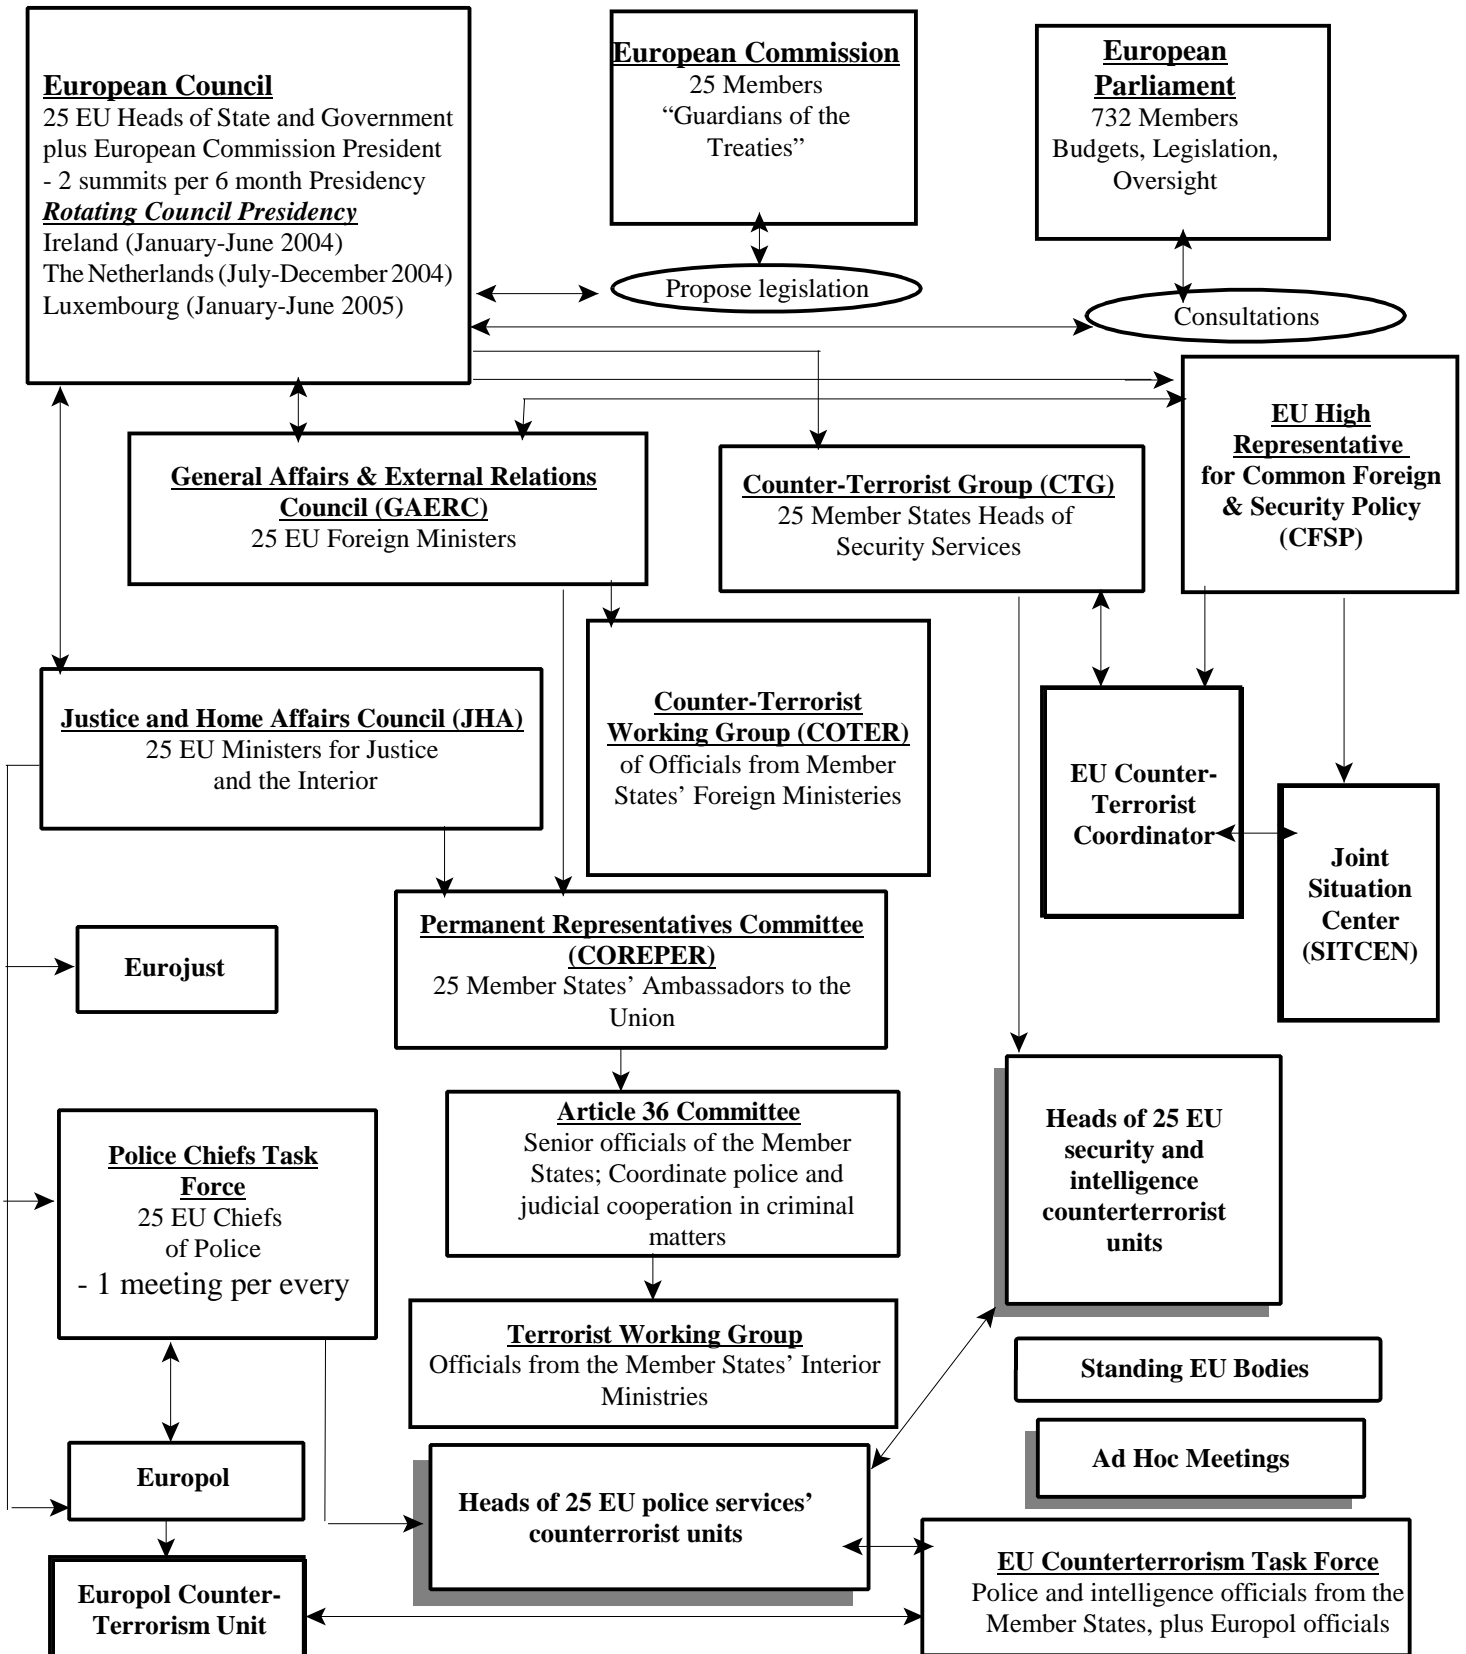 European Council
25 EU Heads of State and Government
plus European Commission President
- 2 summits per 6 month Presidency
Rotating Council Presidency
Ireland (January-June 2004)
The Netherlands (July-December 2004)
Luxembourg (January-June 2005)
European Commission
25 Members
“Guardians of the
Treaties”
European
Parliament
732 Members
Budgets, Legislation,
Oversight
Propose legislation
Consultations
General Affairs & External Relations
Council (GAERC)
25 EU Foreign Ministers
Counter-Terrorist Group (CTG)
25 Member States Heads of
Security Services
EU High
Representative
for Common Foreign
& Security Policy
(CFSP)
Justice and Home Affairs Council (JHA)
25 EU Ministers for Justice
and the Interior
Counter-Terrorist
Working Group (COTER)
of Officials from Member
States’ Foreign Ministeries
EU Counter-
Terrorist
Coordinator
Joint
Situation
Center
(SITCEN)
Eurojust
Permanent Representatives Committee
(COREPER)
25 Member States’ Ambassadors to the
Union
Police Chiefs Task
Force
25 EU Chiefs
of Police
- 1 meeting per every
Article 36 Committee
Senior officials of the Member
States; Coordinate police and
judicial cooperation in criminal
matters
Heads of 25 EU
security and
intelligence
counterrorist
units
Terrorist Working Group
Officials from the Member States’ Interior
Ministries
Standing EU Bodies
Ad Hoc Meetings
Europol
Heads of 25 EU police services’
counterrorist units
Europol Counter-
Terrorism Unit
EU Counterterrorism Task Force
Police and intelligence officials from the
Member States, plus Europol officials